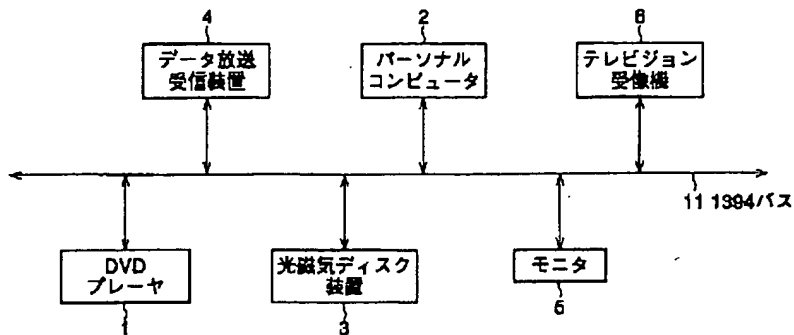 4
2
6
データ放送
受信装置
パーソナル
コンピュータ
テレビジョン
受像機
11 1394バス
DVD
プレーヤ
光磁気ディスク
装置
モニタ
1
3
5